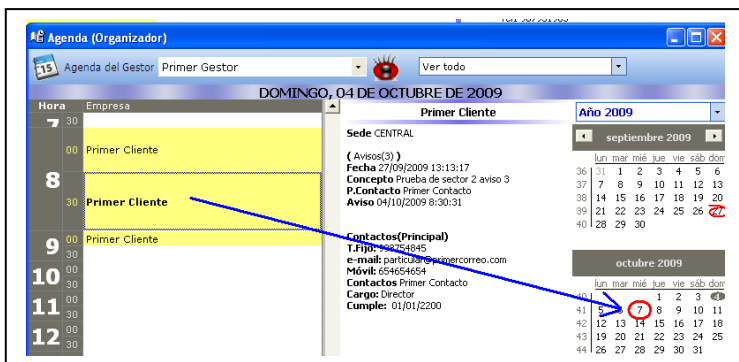 Agenda (Organizador)
15 Agenda del Gestor Primer Gestor Ver todo
DOMINGO, 04 DE OCTUBRE DE 2009
Hora Empresa
7 30
00 Primer Cliente
8
30 Primer Cliente
9 00 Primer Cliente
30
10 00
30
11 00
30
12 00
30
Primer Cliente
Sede CENTRAL
( Avisos(3) )
Fecha 27/09/2009 13:13:17
Concepto Prueba de sector 2 aviso 3
P.Contacto Primer Contacto
Aviso 04/10/2009 8:30:31
Contactos(Principal)
T.Fijo: 998754845
e-mail: particular@primercorreo.com
Móvil: 654654654
Contactos Primer Contacto
Cargo: Director
Cumple: 01/01/2200
Año 2009
septiembre 2009
lun mar mié jue vie sáb dom
36 31 1 2 3 4 5 6
37 7 8 9 10 11 12 13
38 14 15 16 17 18 19 20
39 21 22 23 24 25 26 27
40 28 29 30
octubre 2009
lun mar mié jue vie sáb dom
40 1 2 3 4
41 5 6 7 8 9 10 11
42 12 13 14 15 16 17 18
43 19 20 21 22 23 24 25
44 26 27 28 29 30 31